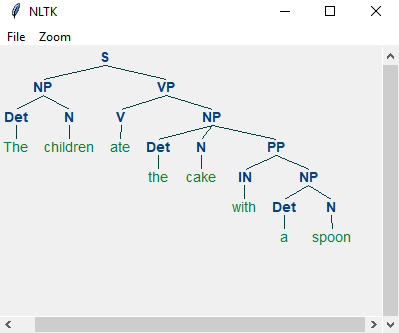 NLTK
File Zoom
S
NP VP
Det N V NP
The children ate Det N PP
the cake IN NP
with Det N
a spoon